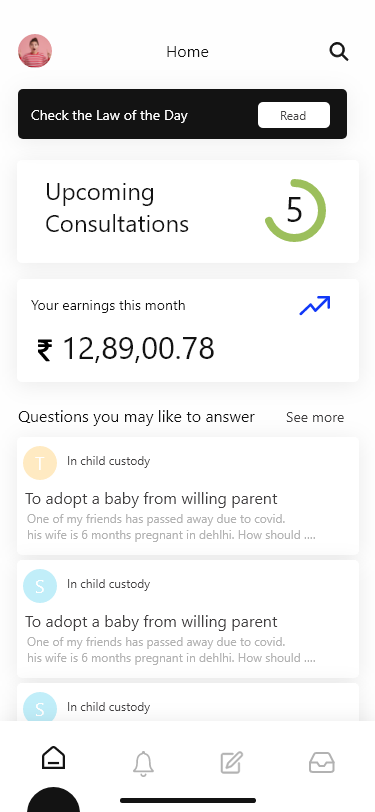 Home
Check the Law of the Day
Read
Upcoming
Consultations
5
Your earnings this month
₹ 12,89,00.78
Questions you may like to answer
See more
T
In child custody
To adopt a baby from willing parent
One of my friends has passed away due to covid.
his wife is 6 months pregnant in dehlhi. How should ....
S
In child custody
To adopt a baby from willing parent
One of my friends has passed away due to covid.
his wife is 6 months pregnant in dehlhi. How should ....
S
In child custody